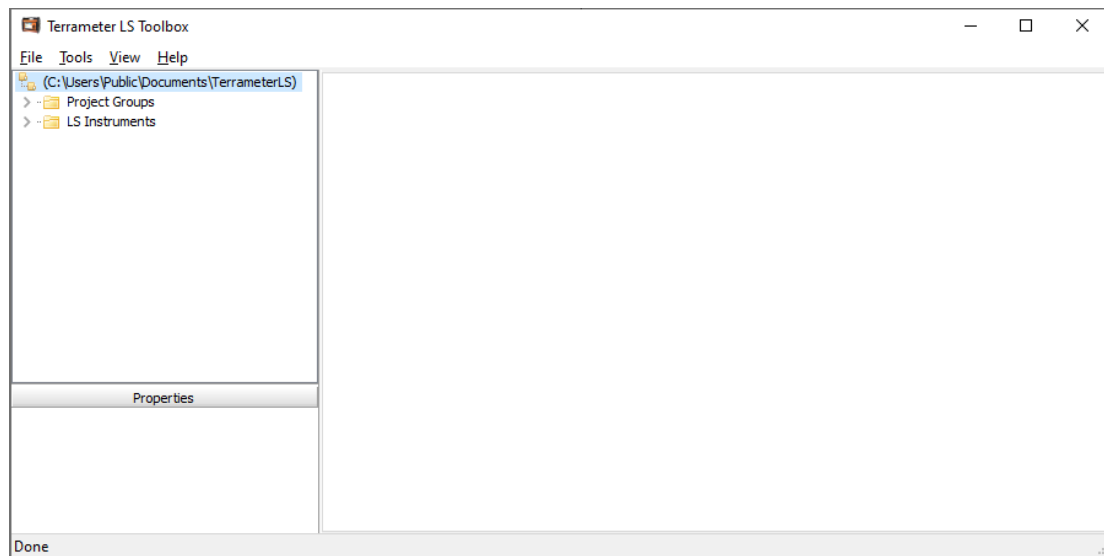 Terrameter LS Toolbox
File Tools View Help
(C:\Users\Public\Documents\TerrameterLS)
Project Groups
LS Instruments
Properties
Done